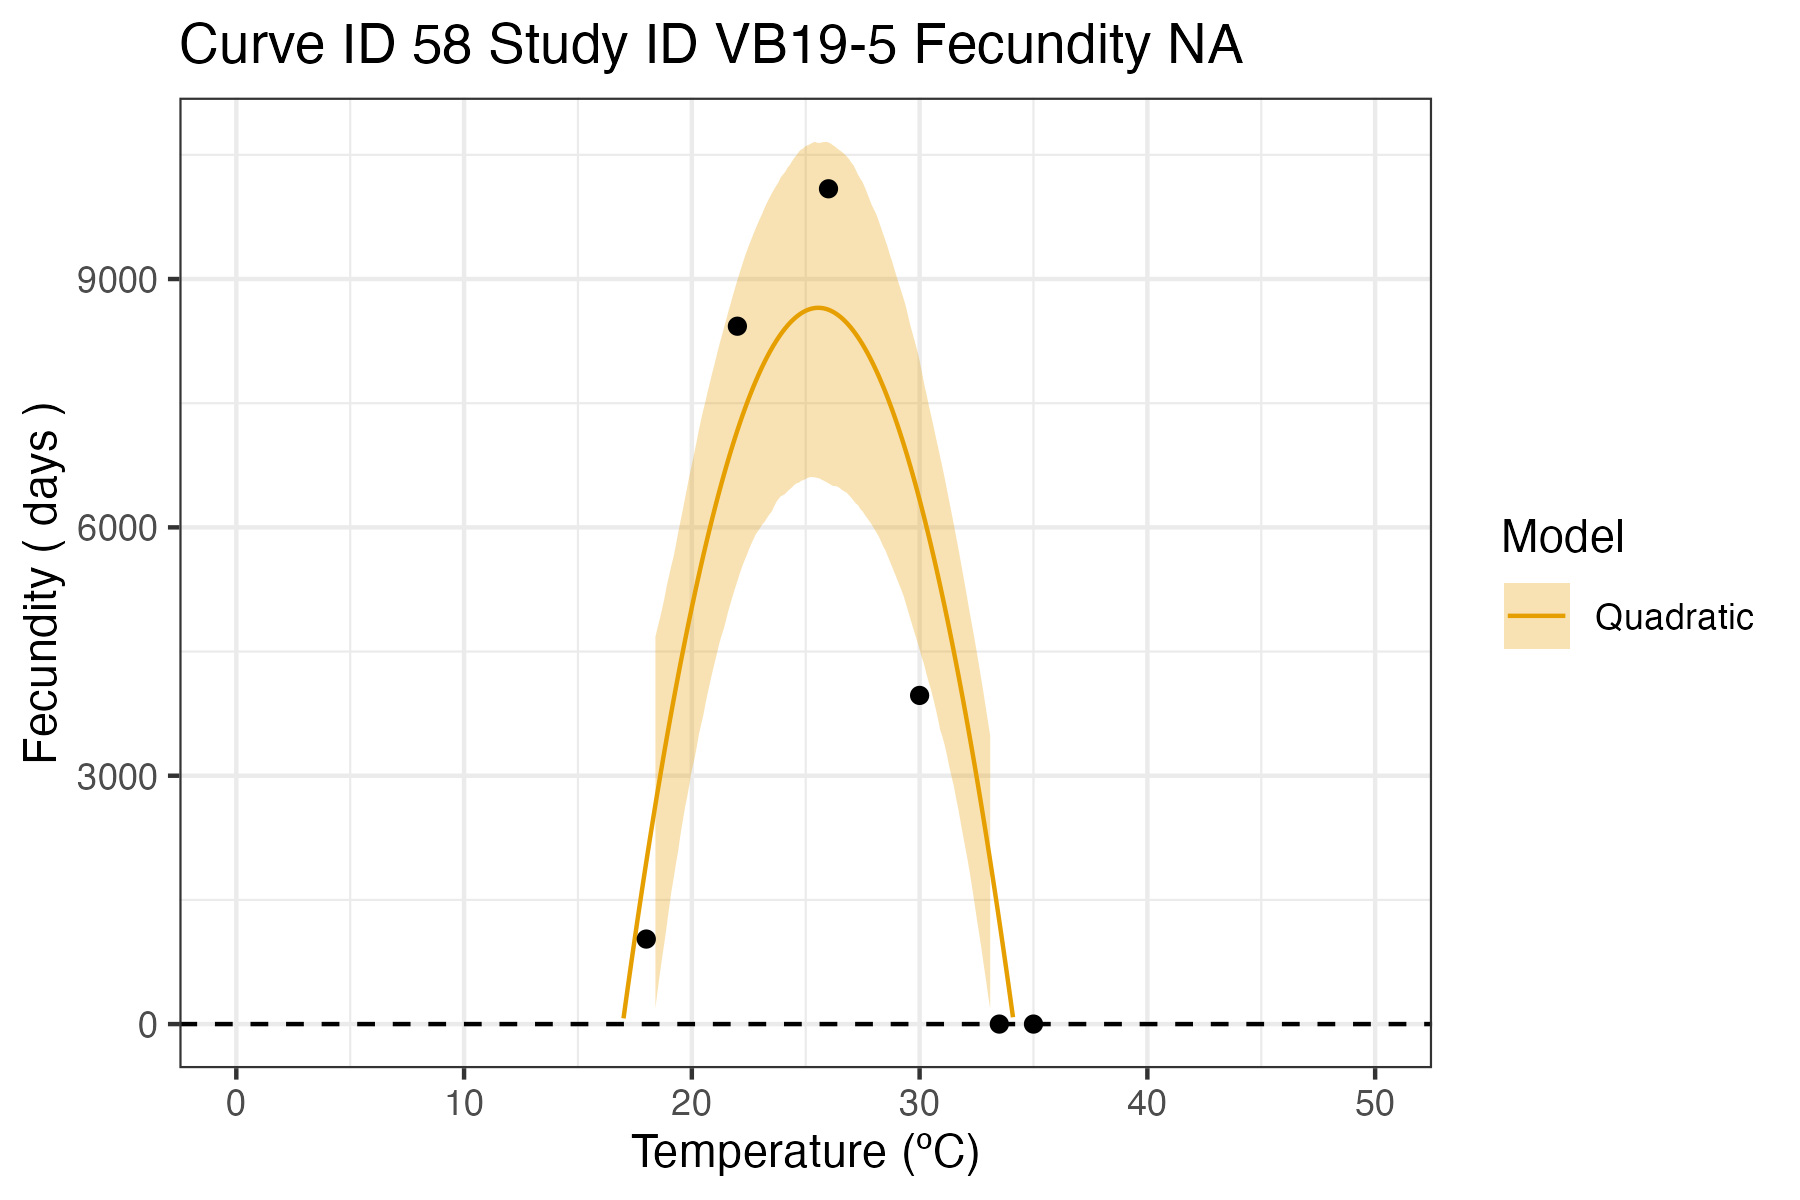 Curve ID 58 Study ID VB19-5 Fecundity NA
Fecundity ( days )
9000
6000
3000
0
0 10 20 30 40 50
Temperature (ºC)
Model
Quadratic